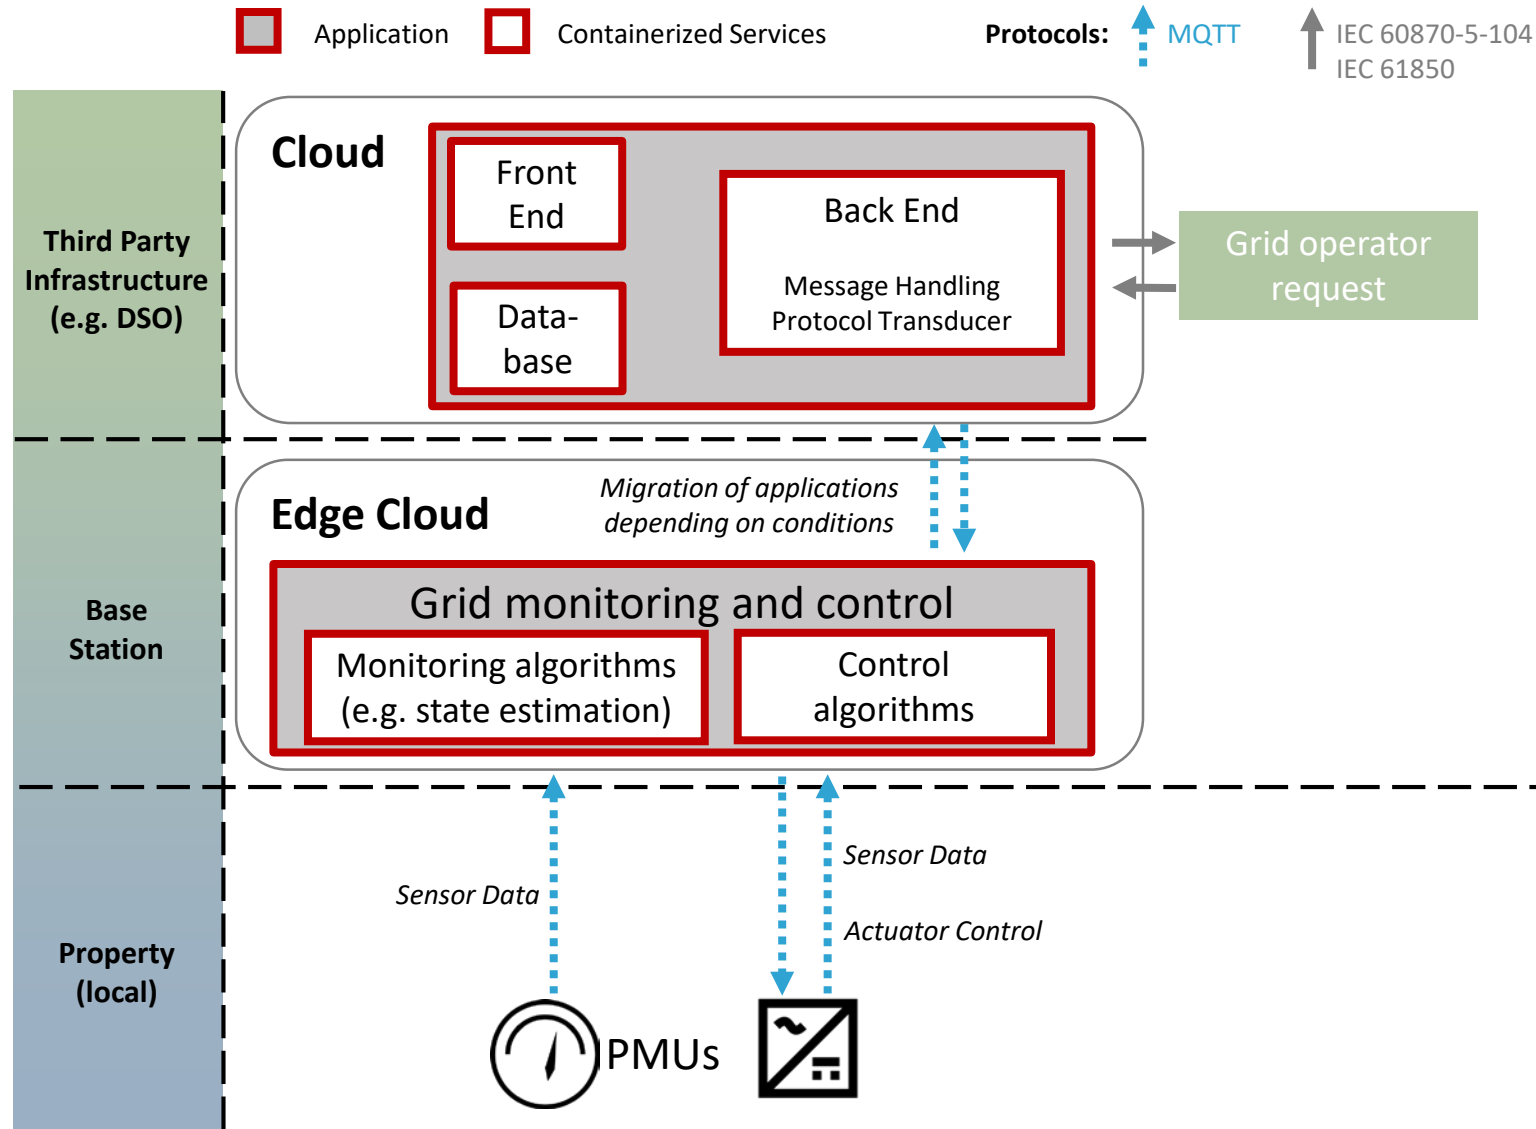 Application
Containerized Services
Protocols:
MQTT
IEC 60870-5-104
IEC 61850
Third Party
Infrastructure
(e.g. DSO)
Cloud
Front
End
Data-
base
Back End
Message Handling
Protocol Transducer
Grid operator
request
Base
Station
Edge Cloud
Migration of applications
depending on conditions
Grid monitoring and control
Monitoring algorithms
(e.g. state estimation)
Control
algorithms
Property
(local)
Sensor Data
Sensor Data
Actuator Control
PMUs